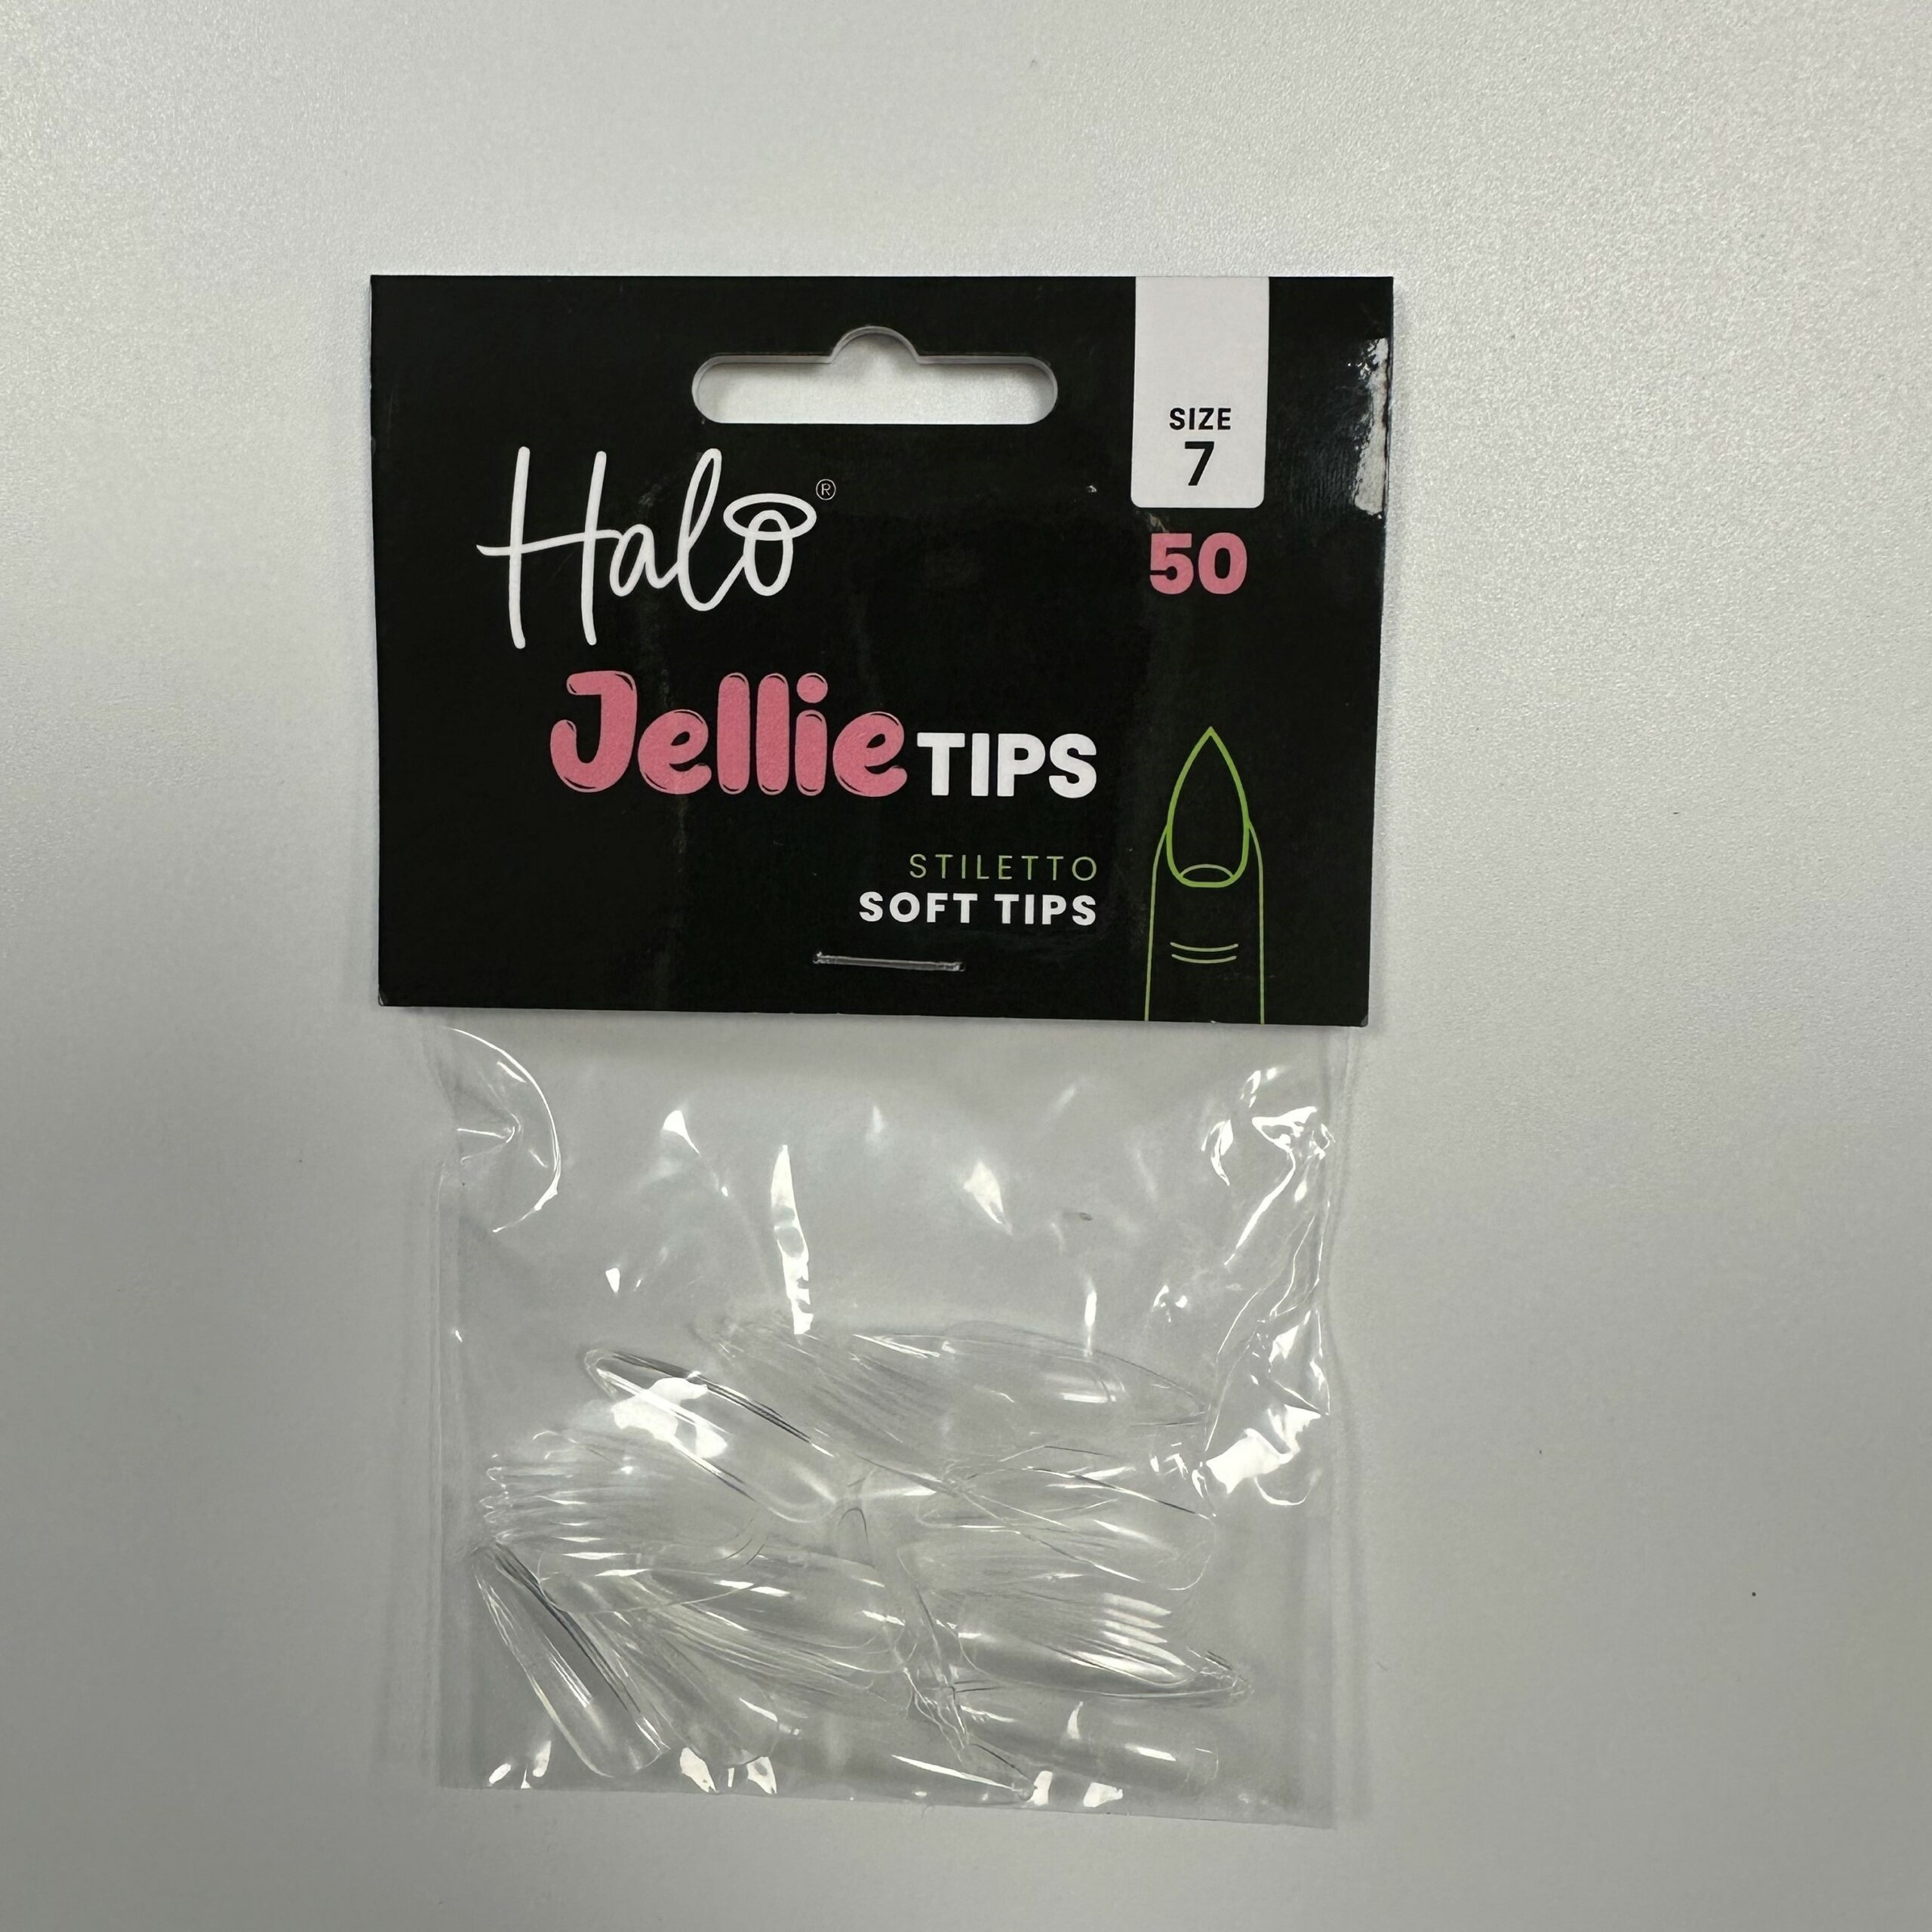 SIZE
7
Halo®
50
Jellie TIPS
STILETTO
SOFT TIPS